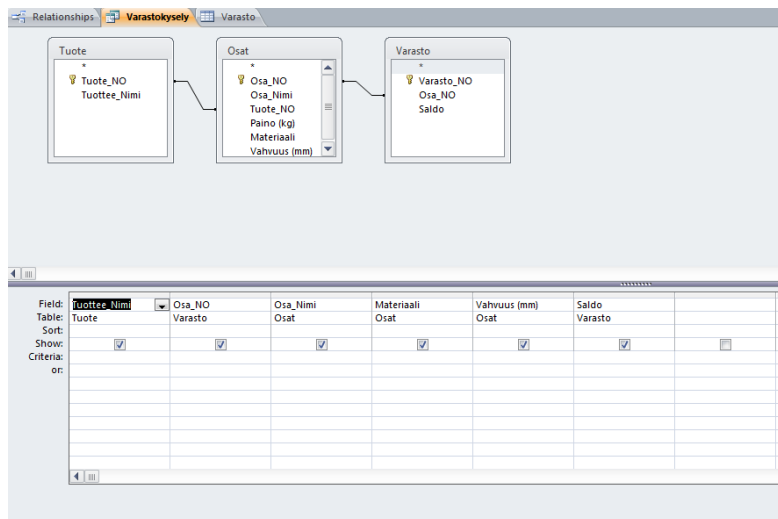 Relationships Varastokysely Varasto
Tuote Osat Varasto
* * *
Tuote_NO Osa_NO Varasto_NO
Tuottee_Nimi Osa_Nimi Osa_NO
Tuote_NO Saldo
Paino (kg)
Materiaali
Vahvuus (mm)
Field: Tuottee_Nimi Osa_NO Osa_Nimi Materiaali Vahvuus (mm) Saldo
Table: Tuote Varasto Osat Osat Osat Varasto
Sort:
Show:
Criteria:
or: